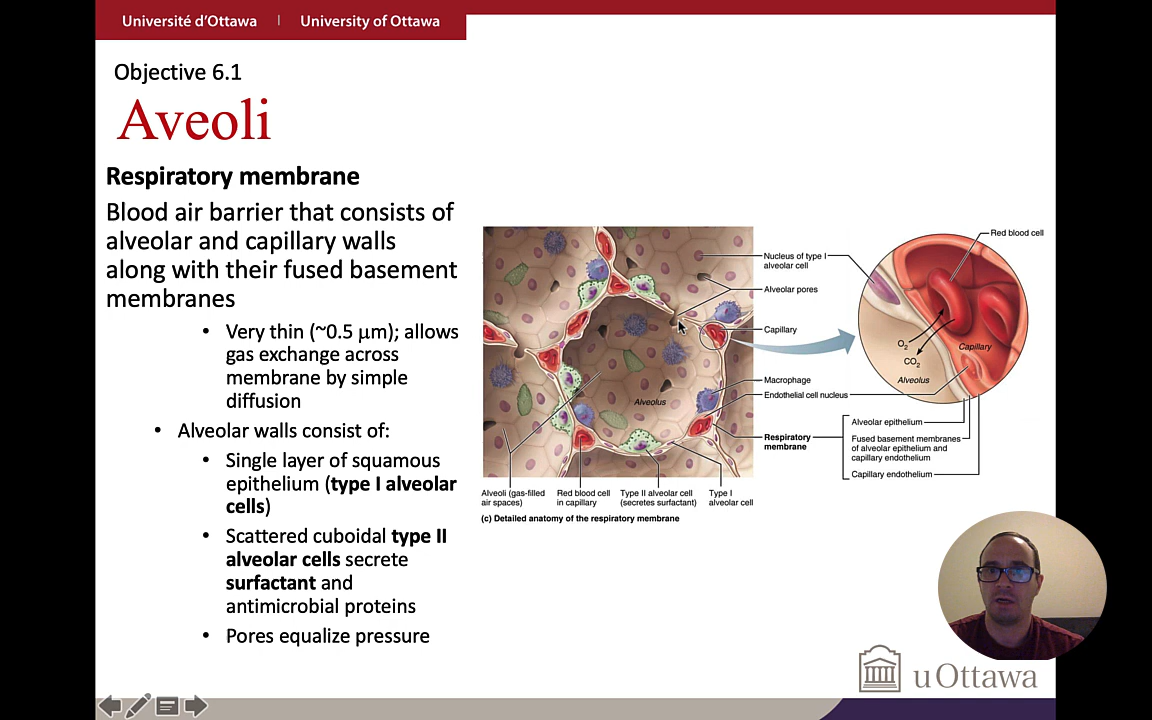 Université d'Ottawa | University of Ottawa
Objective 6.1
Aveoli
Respiratory membrane
Blood air barrier that consists of
alveolar and capillary walls
along with their fused basement
membranes
• Very thin (~0.5 µm); allows
gas exchange across
membrane by simple
diffusion
• Alveolar walls consist of:
• Single layer of squamous
epithelium (type I alveolar
cells)
• Scattered cuboidal type II
alveolar cells secrete
surfactant and
antimicrobial proteins
• Pores equalize pressure
Red blood cell
Nucleus of type I
alveolar cell
Alveolar pores
Capillary
O2
Capillary
CO2
Alveolus
Macrophage
Endothelial cell nucleus
Alveolus
Respiratory
membrane
Alveolar epithelium
Fused basement membranes
of alveolar epithelium and
capillary endothelium
Capillary endothelium
Alveoli (gas-filled
air spaces)
Red blood cell
in capillary
Type II alveolar cell
(secretes surfactant)
Type I
alveolar cell
(c) Detailed anatomy of the respiratory membrane
uOttawa